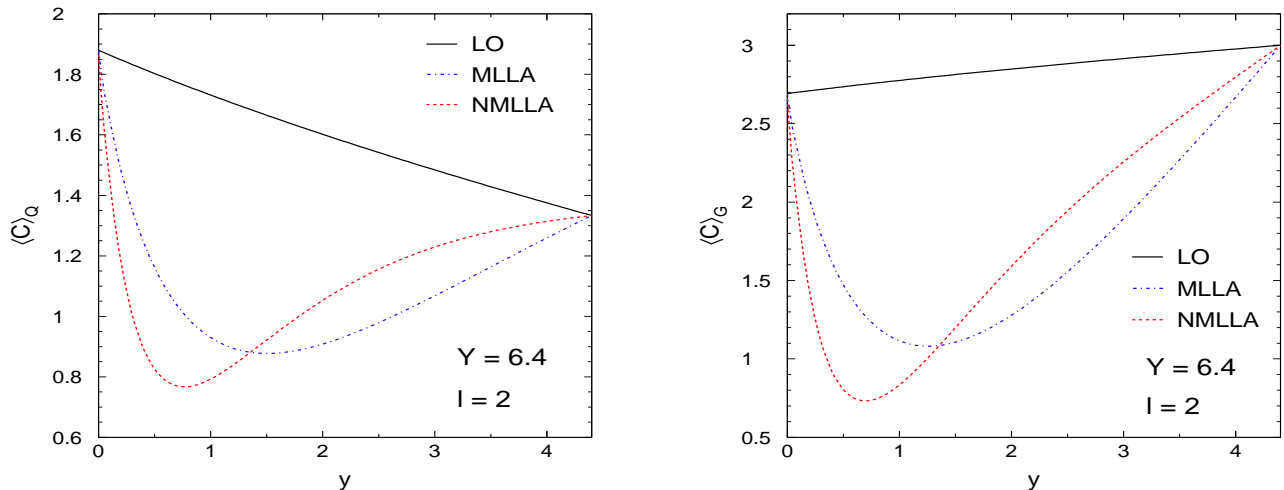 2
1.8
1.6
1.4
1.2
1
0.8
0.6
⟨C⟩Q
LO
MLLA
NMLLA
Y = 6.4
l = 2
0 1 2 3 4
y
3
2.5
2
1.5
1
0.5
⟨C⟩G
LO
MLLA
NMLLA
Y = 6.4
l = 2
0 1 2 3 4
y